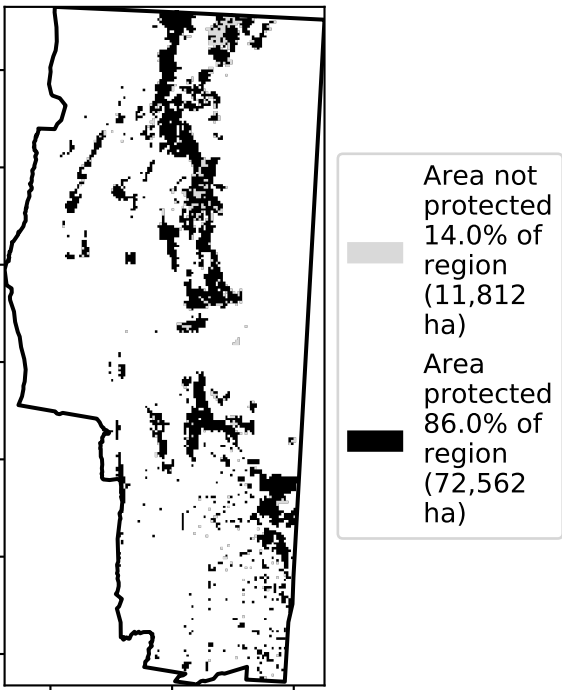 Area not
protected
14.0% of
region
(11,812
ha)
Area
protected
86.0% of
region
(72,562
ha)